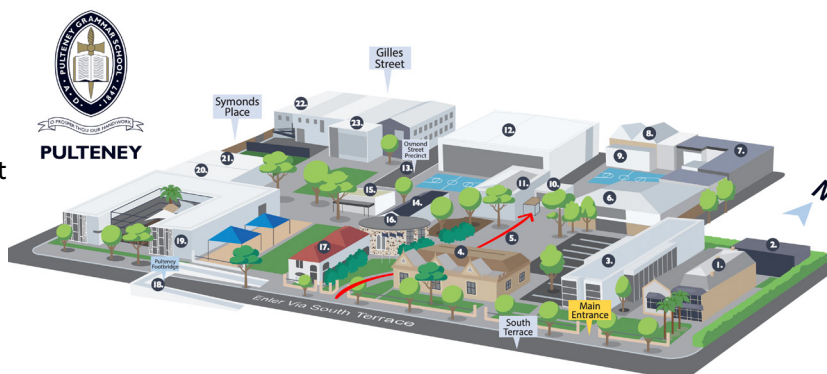 PULTENEY GRAMMAR SCHOOL
A.D. 1847
O PROSPER THOU OUR HANDYWORK
PULTENEY
t
Gilles
Street
Symonds
Place
Osmond
Street
Precinct
22.
23.
12.
8.
9.
7.
21.
20.
13.
11.
10.
15.
14.
16.
6.
19.
17.
4.
5.
3.
2.
1.
N
Pulteney
Footbridge
18.
Enter Via South Terrace
South
Terrace
Main
Entrance